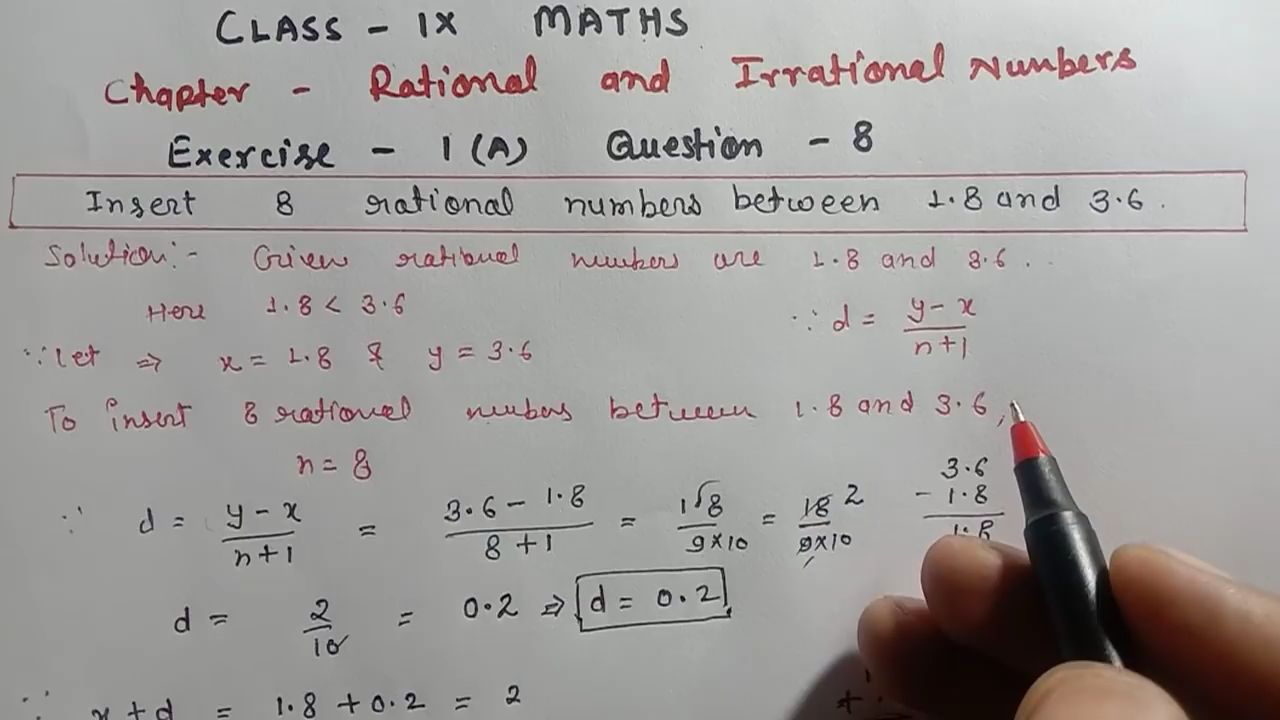 CLASS - IX MATHS
Chapter - Rational and Irrational Numbers
Exercise - 1(A) Question - 8
Insert 8 rational numbers between 1.8 and 3.6.
Solution:- Given rational numbers are 1.8 and 3.6.
Here 1.8 < 3.6
∵ d = (y - x)/(n+1)
∵ let ⇒ x = 1.8 & y = 3.6
To insert 8 rational numbers between 1.8 and 3.6,
n = 8
3.6
- 1.8
1.8
∵ d = (y - x)/(n+1) = (3.6 - 1.8)/(8+1) = 18/(9×10) = 18 2/(9×10)
d = 2/10 = 0.2 ⇒ d = 0.2
∵ x + d = 1.8 + 0.2 = 2